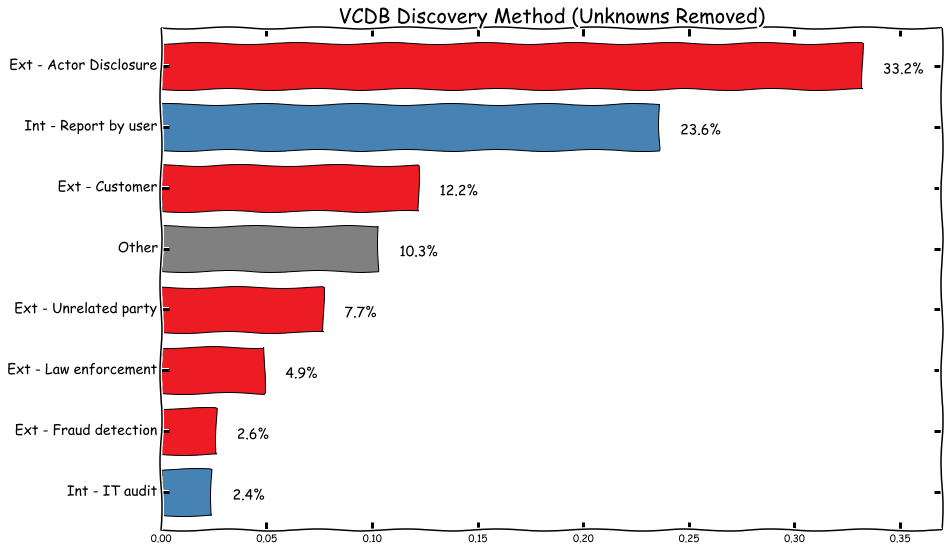 VCDB Discovery Method (Unknowns Removed)
Ext - Actor Disclosure 33.2%
Int - Report by user 23.6%
Ext - Customer 12.2%
Other 10.3%
Ext - Unrelated party 7.7%
Ext - Law enforcement 4.9%
Ext - Fraud detection 2.6%
Int - IT audit 2.4%
0.00 0.05 0.10 0.15 0.20 0.25 0.30 0.35